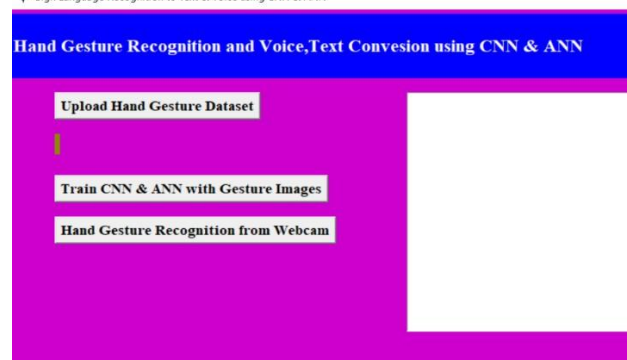 Hand Gesture Recognition and Voice,Text Convesion using CNN & ANN
Upload Hand Gesture Dataset
Train CNN & ANN with Gesture Images
Hand Gesture Recognition from Webcam